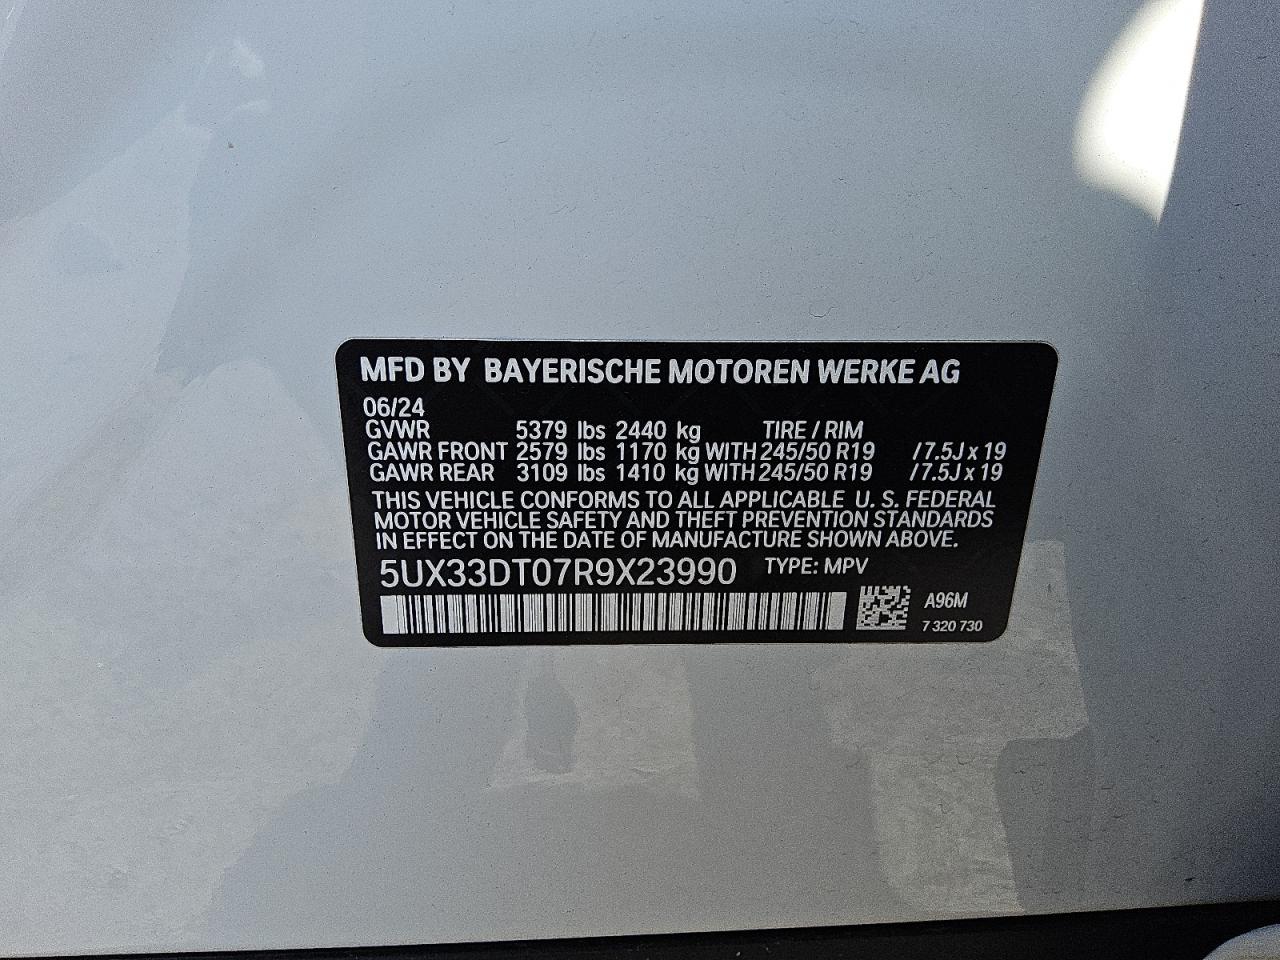 MFD BY BAYERISCHE MOTOREN WERKE AG
06/24
GVWR 5379 lbs 2440 kg TIRE / RIM
GAWR FRONT 2579 lbs 1170 kg WITH 245/50 R19 / 7.5J x 19
GAWR REAR 3109 lbs 1410 kg WITH 245/50 R19 / 7.5J x 19
THIS VEHICLE CONFORMS TO ALL APPLICABLE U. S. FEDERAL
MOTOR VEHICLE SAFETY AND THEFT PREVENTION STANDARDS
IN EFFECT ON THE DATE OF MANUFACTURE SHOWN ABOVE.
5UX33DT07R9X23990 TYPE: MPV
A96M
7 320 730